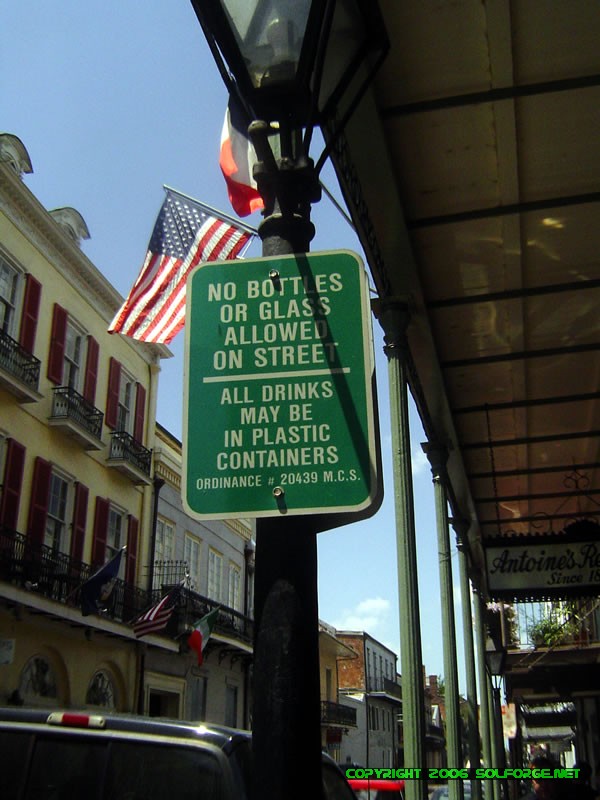 NO BOTTLES
OR GLASS
ALLOWED
ON STREET
ALL DRINKS
MAY BE
IN PLASTIC
CONTAINERS
ORDINANCE # 20439 M.C.S.
Antoine's
Since
COPYRIGHT 2006 SOLFORGE.NET